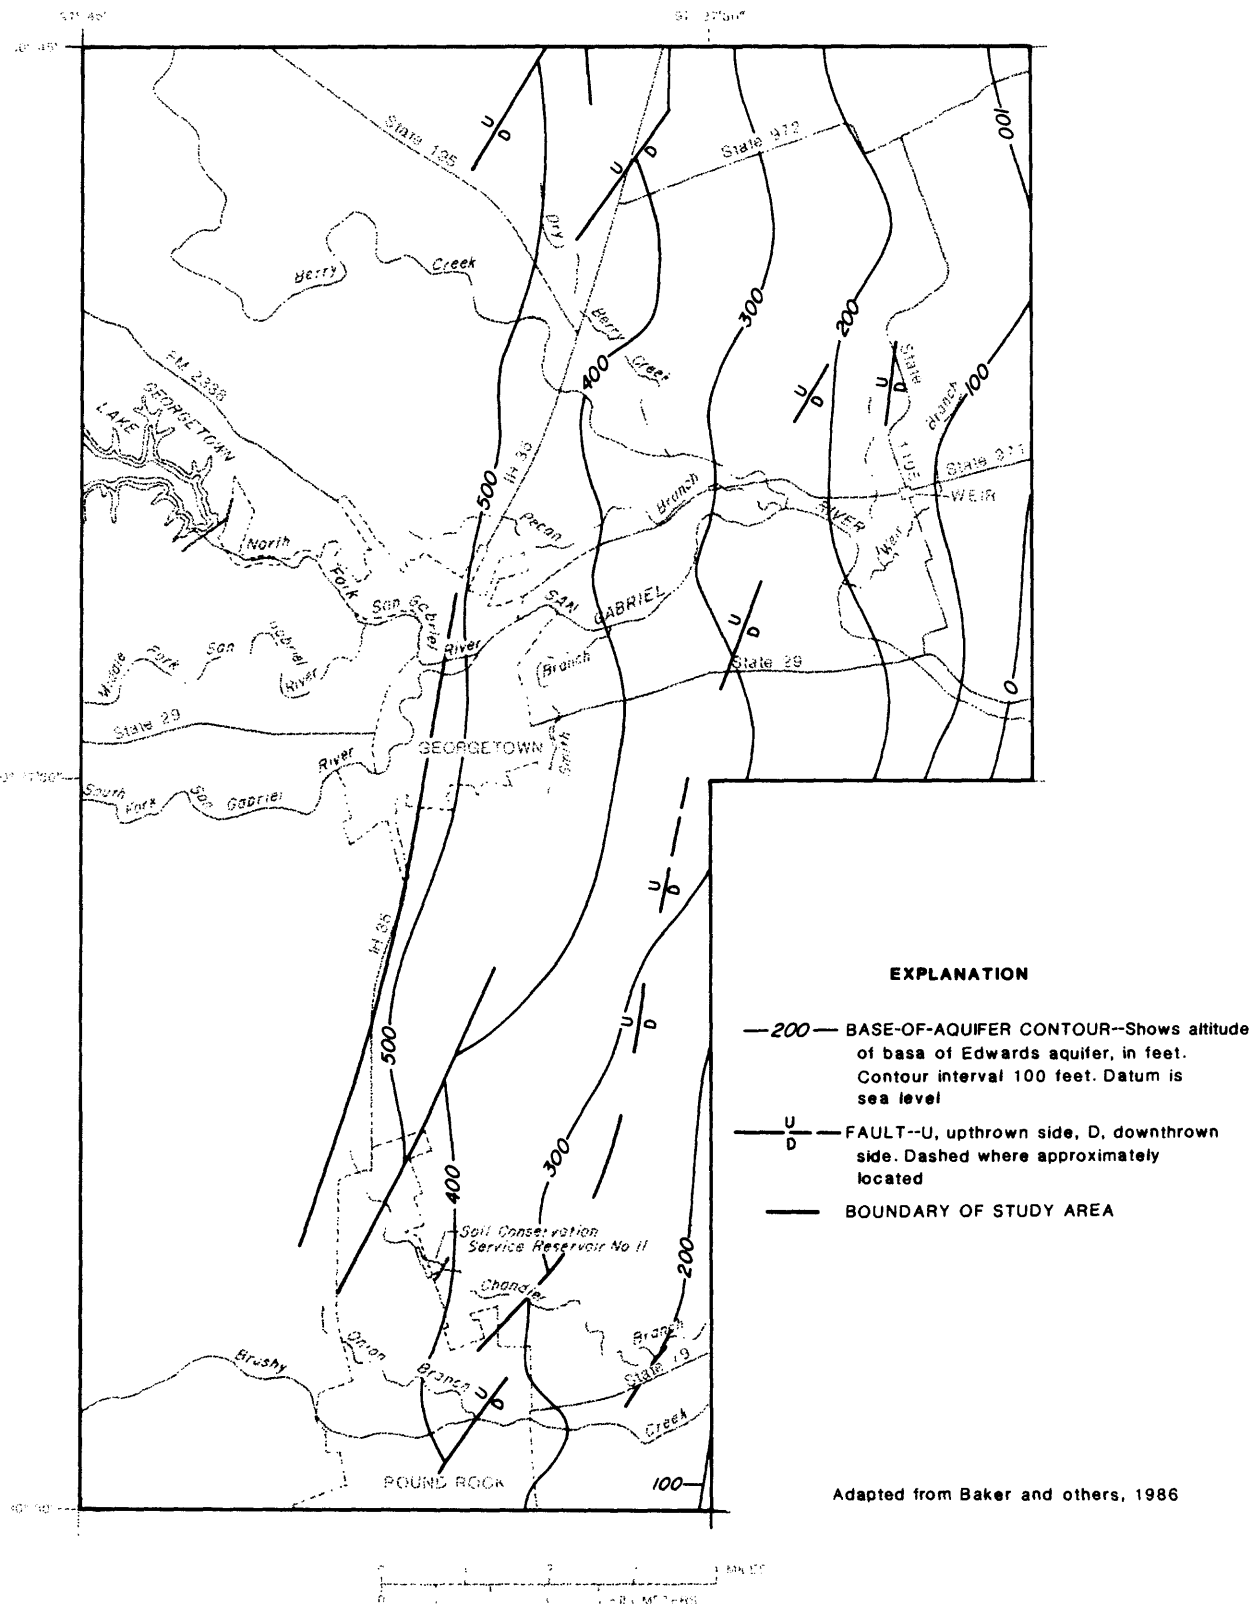 U
D
U
D
State 195
State 972
100
Dry
Berry
Creek
Berry
Creek
300
200
400
FM 2338
LAKE
GEORGETOWN
U
D
U
D
State
Branch
100
IH 35
500
Branch
RIVER
WEIR
Pecan
Weir
North
Fork
San Gabriel
River
SAN
GABRIEL
U
D
Middle
Fork
San
Gabriel
River
Branch
State 29
0
State 29
GEORGETOWN
Smith
River
South
Fork
San
Gabriel
U
D
IH 35
500
U
D
EXPLANATION
—200— BASE-OF-AQUIFER CONTOUR--Shows altitude
of basa of Edwards aquifer, in feet.
Contour interval 100 feet. Datum is
sea level
U
D
FAULT--U, upthrown side, D, downthrown
side. Dashed where approximately
located
BOUNDARY OF STUDY AREA
400
300
Soil Conservation
Service Reservoir No 11
200
Chandler
Branch
State 79
Onion
Branch
Brushy
U
D
Creek
ROUND ROCK
100
Adapted from Baker and others, 1986